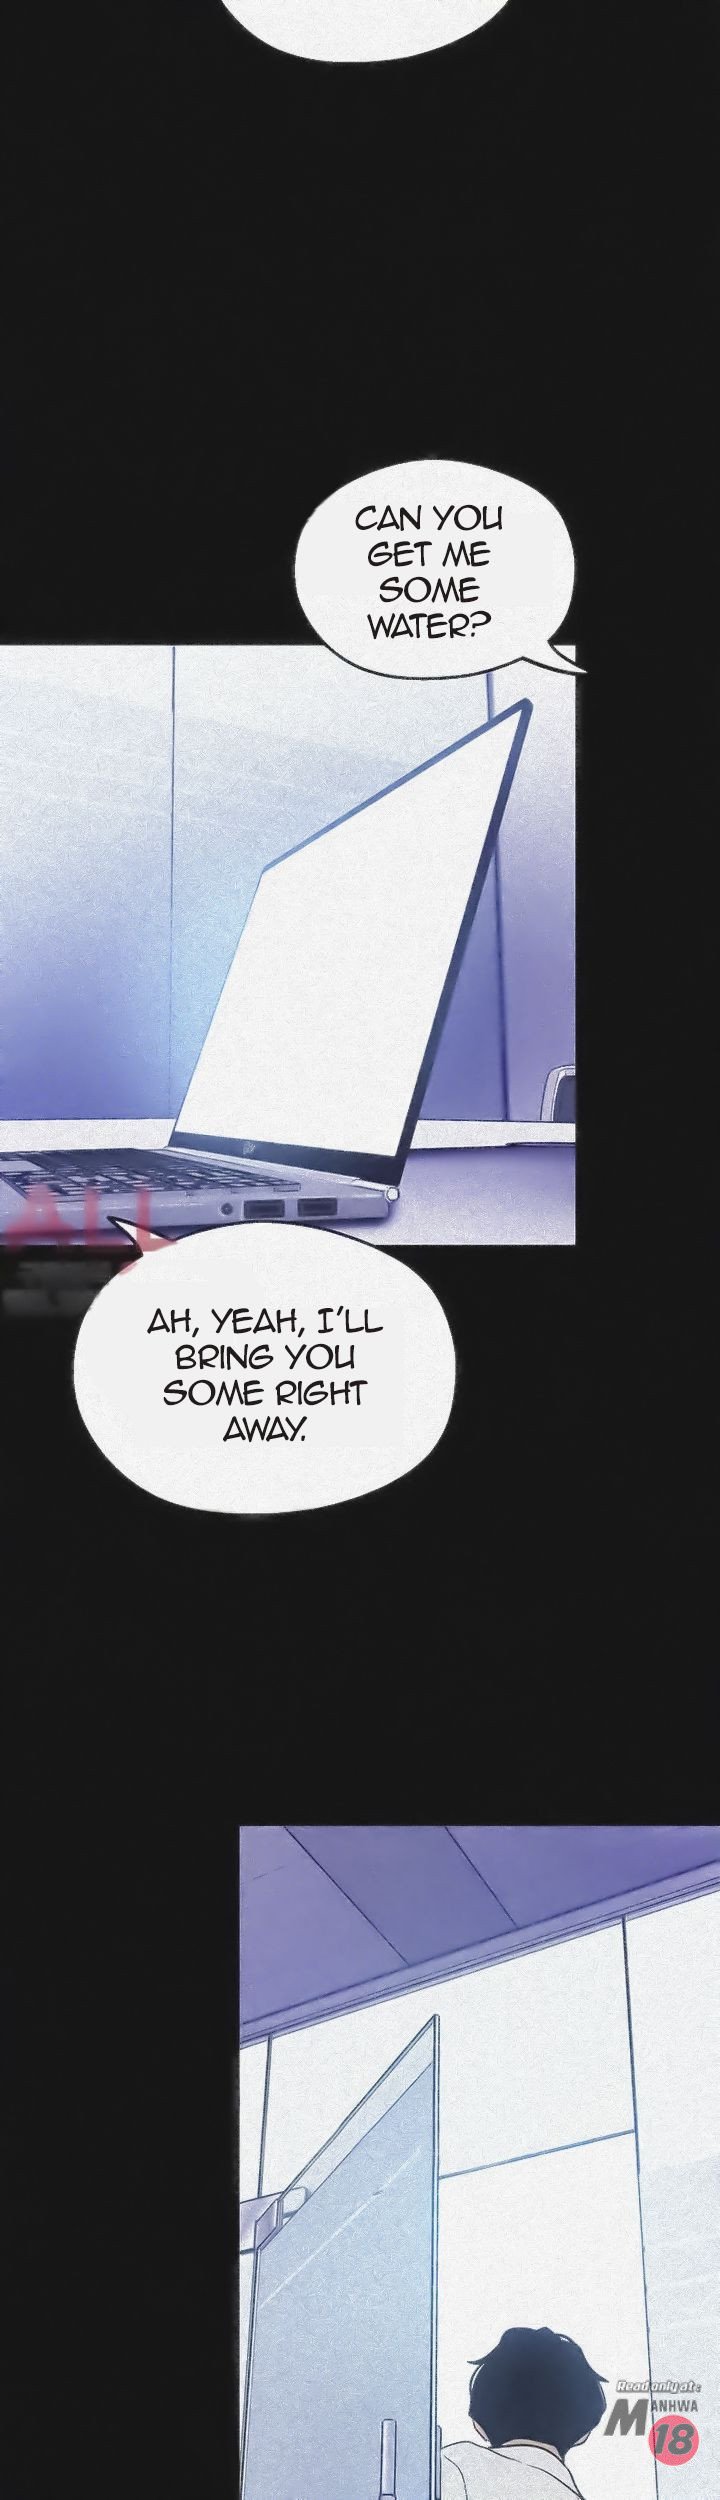 CAN YOU
GET ME
SOME
WATER?
ALL
AH, YEAH, I'LL
BRING YOU
SOME RIGHT
AWAY.
Read only at :
MANHWA
18